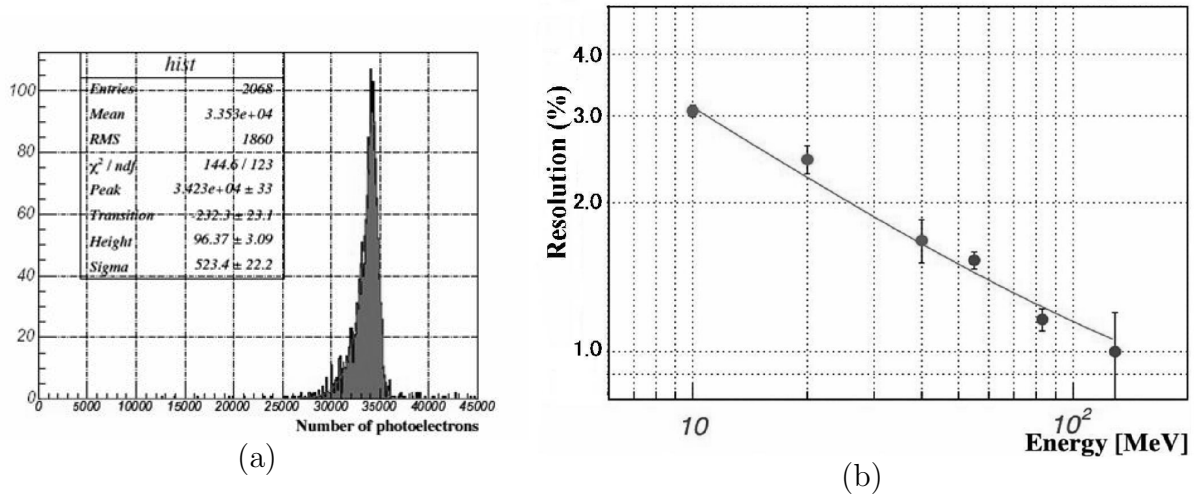 hist
Entries 2068
Mean 3.353e+04
RMS 1860
χ² / ndf 144.6 / 123
Peak 3.423e+04 ± 33
Transition -232.3 ± 23.1
Height 96.37 ± 3.09
Sigma 523.4 ± 22.2
100
80
60
40
20
0
0 5000 10000 15000 20000 25000 30000 35000 40000 45000
Number of photoelectrons
(a)
Resolution (%)
4.0
3.0
2.0
1.0
10 10²
Energy [MeV]
(b)